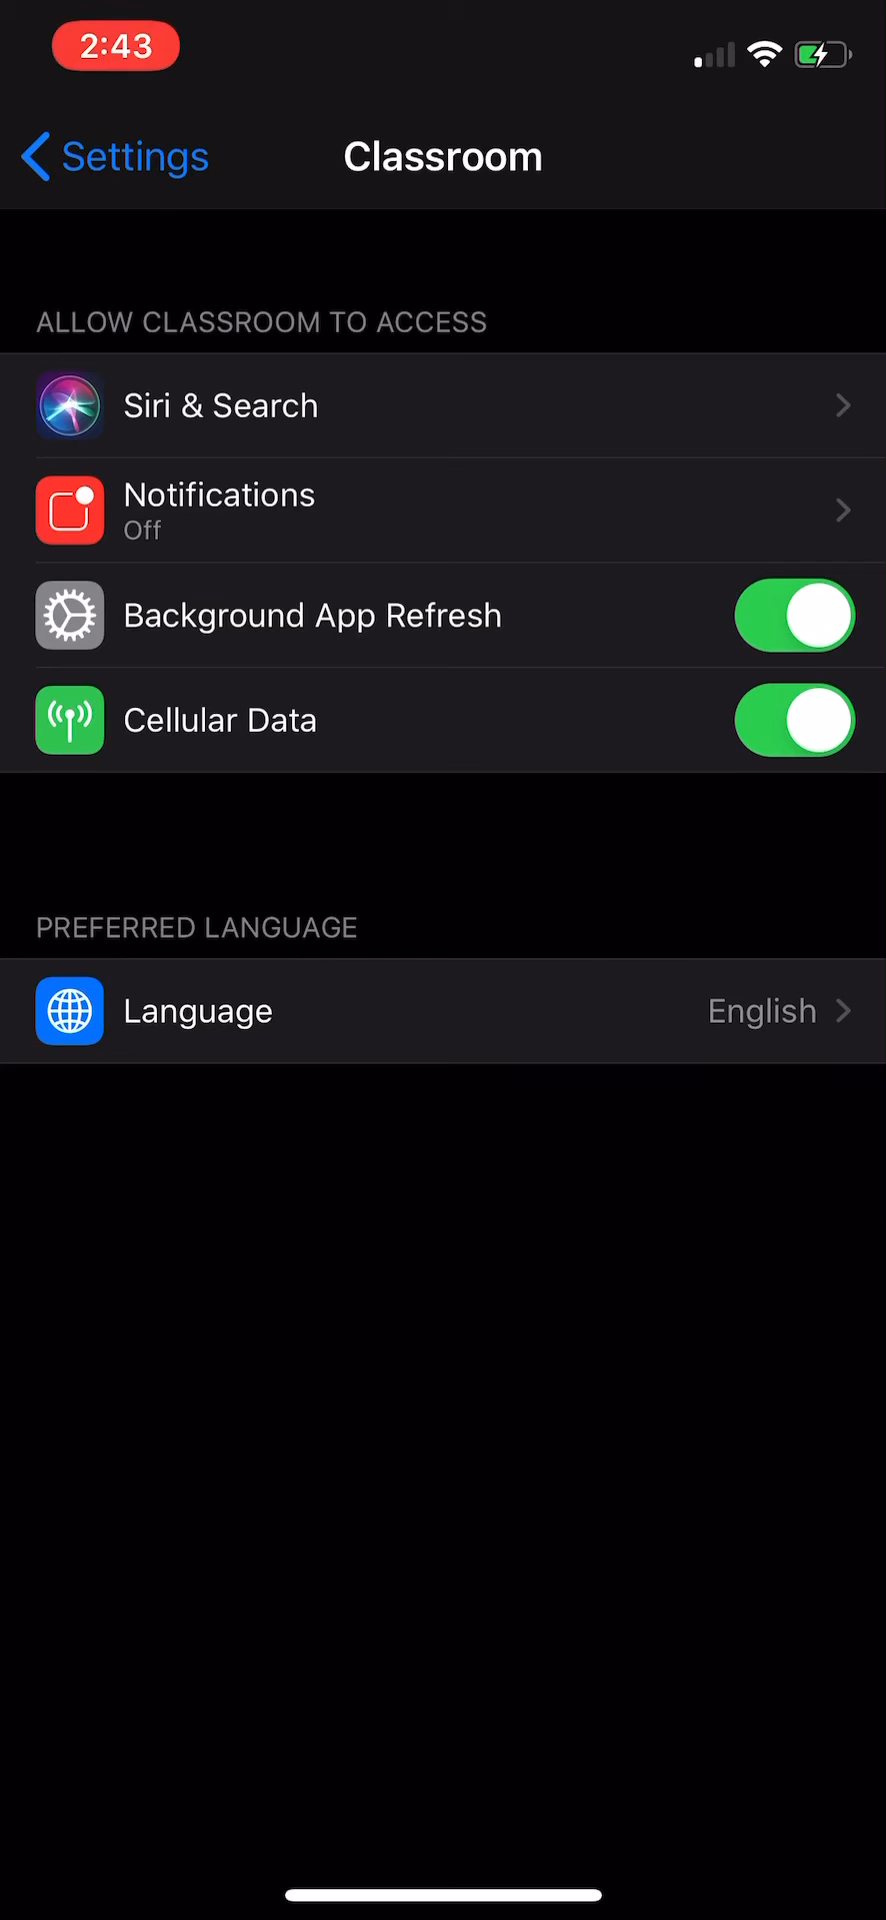 2:43
Settings
Classroom
ALLOW CLASSROOM TO ACCESS
Siri & Search
Notifications
Off
Background App Refresh
Cellular Data
PREFERRED LANGUAGE
Language
English